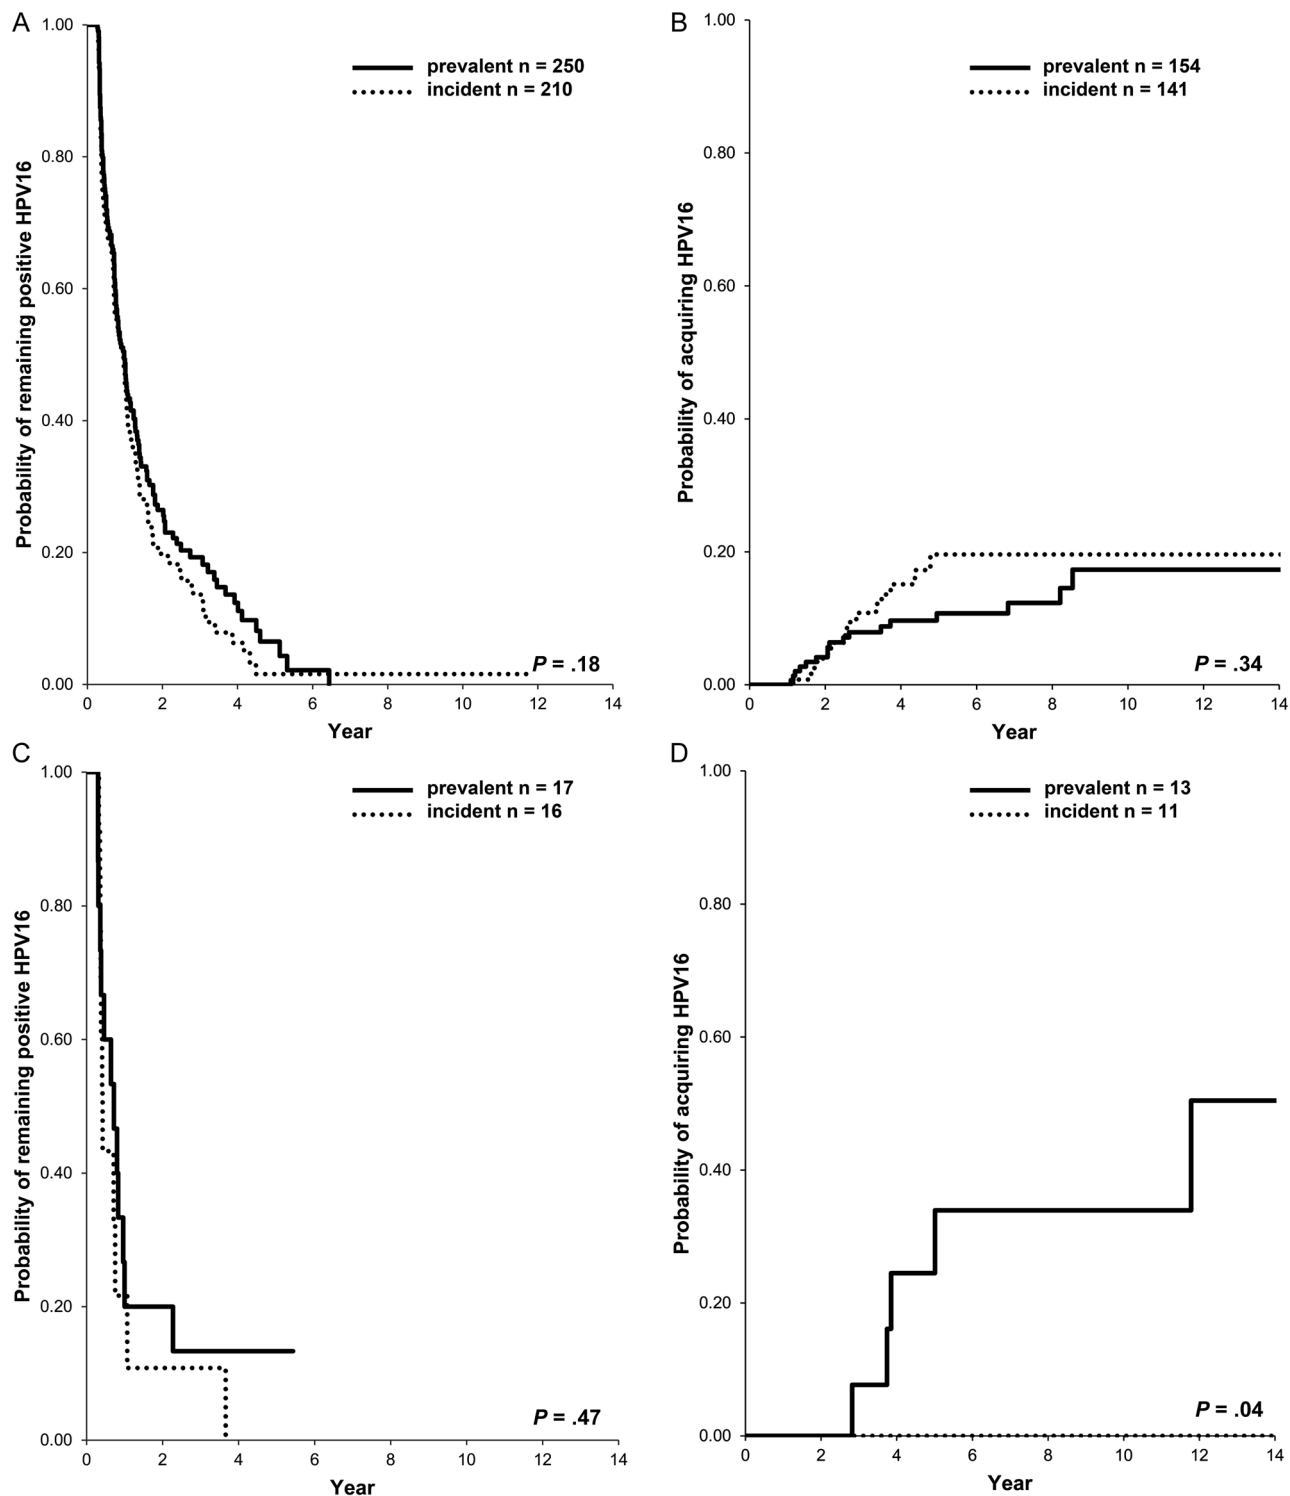 A
Probability of remaining positive HPV16
1.00
0.80
0.60
0.40
0.20
0.00
prevalent n = 250
incident n = 210
P = .18
0 2 4 6 8 10 12 14
Year
B
Probability of acquiring HPV16
1.00
0.80
0.60
0.40
0.20
0.00
prevalent n = 154
incident n = 141
P = .34
0 2 4 6 8 10 12 14
Year
C
Probability of remaining positive HPV16
1.00
0.80
0.60
0.40
0.20
0.00
prevalent n = 17
incident n = 16
P = .47
0 2 4 6 8 10 12 14
Year
D
Probability of acquiring HPV16
1.00
0.80
0.60
0.40
0.20
0.00
prevalent n = 13
incident n = 11
P = .04
0 2 4 6 8 10 12 14
Year